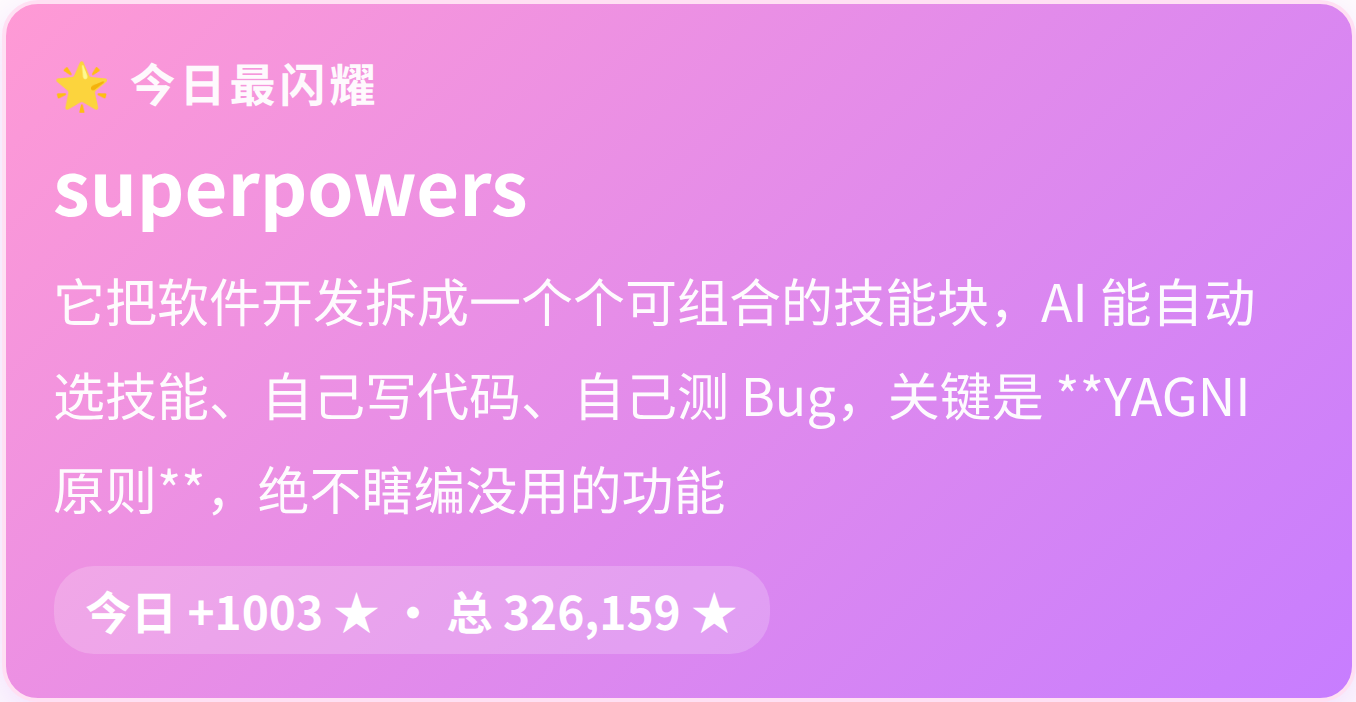 🌟 今日最闪耀
superpowers
它把软件开发拆成一个个可组合的技能块，AI 能自动
选技能、自己写代码、自己测 Bug，关键是 **YAGNI
原则**，绝不瞎编没用的功能
今日 +1003 ★ · 总 326,159 ★